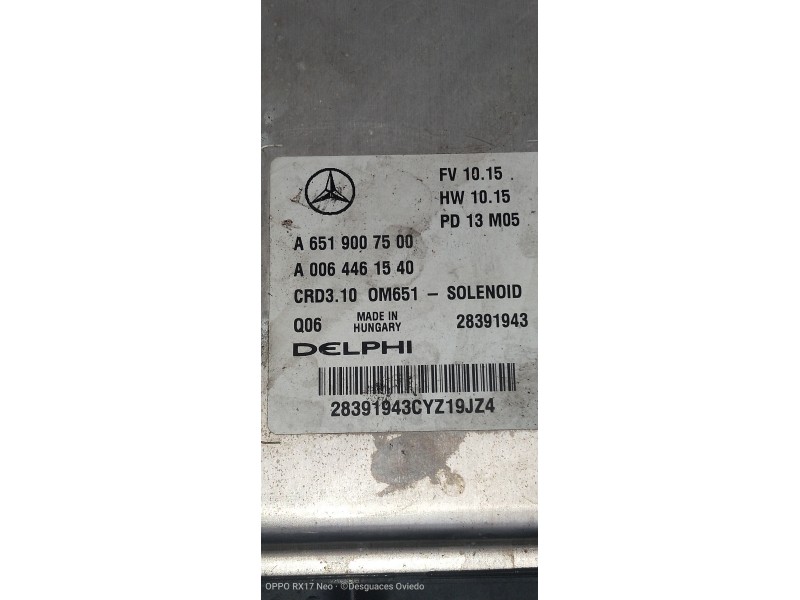 FV 10.15
HW 10.15
PD 13 M05
A 651 900 75 00
A 006 446 15 40
CRD3.10 OM651 – SOLENOID
Q06 MADE IN HUNGARY 28391943
DELPHI
28391943CYZ19JZ4
OPPO RX17 Neo · ©Desguaces Oviedo